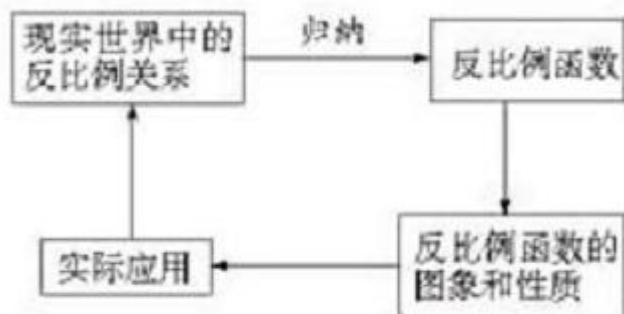 现实世界中的
反比例关系
归纳
反比例函数
实际应用
反比例函数的
图象和性质